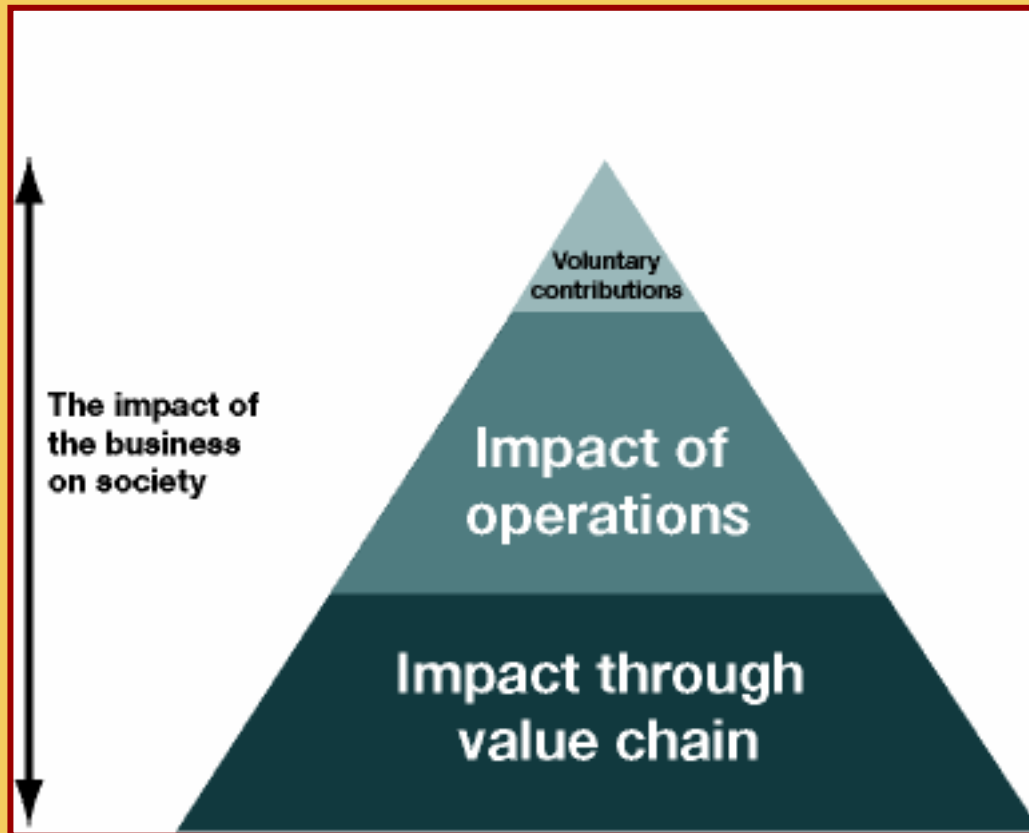 Voluntary
contributions
The impact of
the business
on society
Impact of
operations
Impact through
value chain